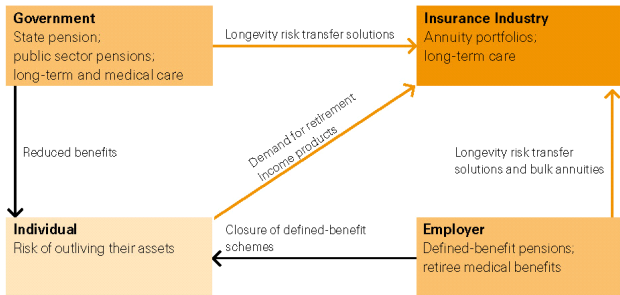 Government
State pension;
public sector pensions;
long-term and medical care
Longevity risk transfer solutions
Insurance Industry
Annuity portfolios;
long-term care
Reduced benefits
Demand for retirement
Income products
Longevity risk transfer
solutions and bulk annuities
Individual
Risk of outliving their assets
Closure of defined-benefit
schemes
Employer
Defined-benefit pensions;
retiree medical benefits